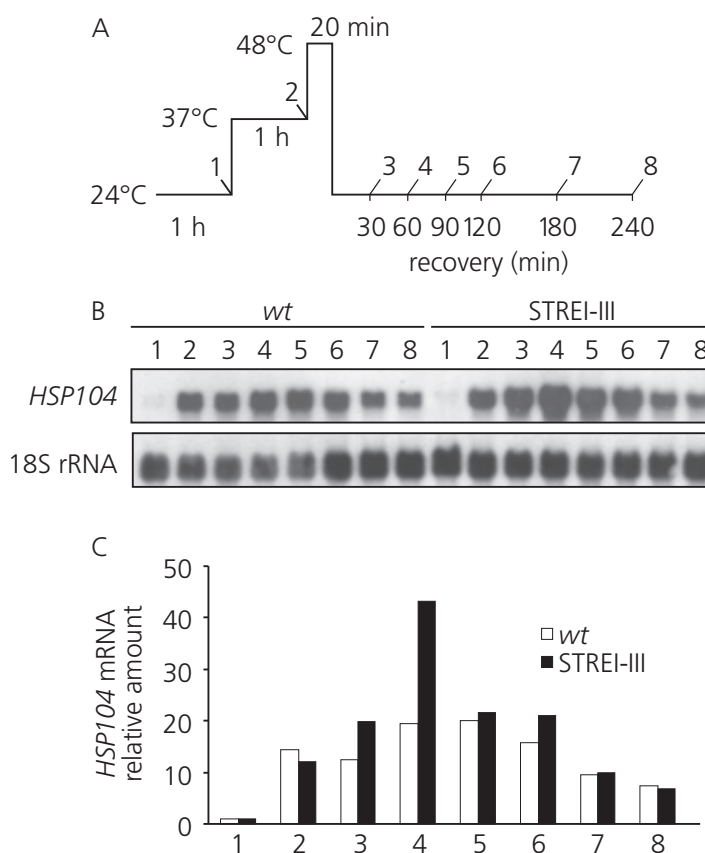 A
20 min
48°C
2
37°C
1 h
1
3 4 5 6 7 8
24°C
1 h
30 60 90 120 180 240
recovery (min)
B
wt STREI-III
1 2 3 4 5 6 7 8 1 2 3 4 5 6 7 8
HSP104
18S rRNA
C
50
40
30
20
10
0
HSP104 mRNA
relative amount
wt
STREI-III
1 2 3 4 5 6 7 8